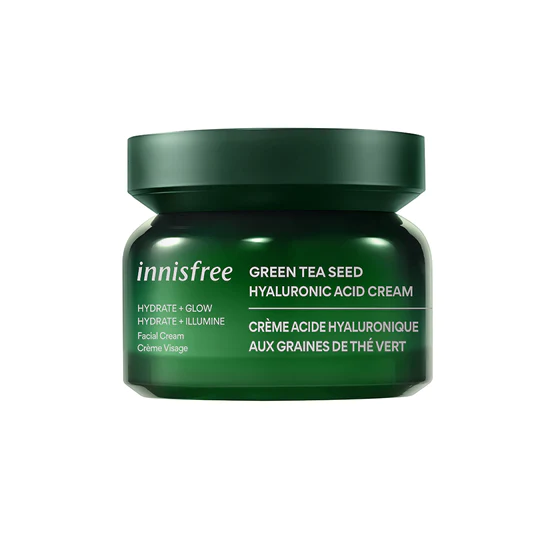 innisfree
HYDRATE + GLOW
HYDRATE + ILLUMINE
Facial Cream
Crème Visage
GREEN TEA SEED
HYALURONIC ACID CREAM
CRÈME ACIDE HYALURONIQUE
AUX GRAINES DE THÉ VERT